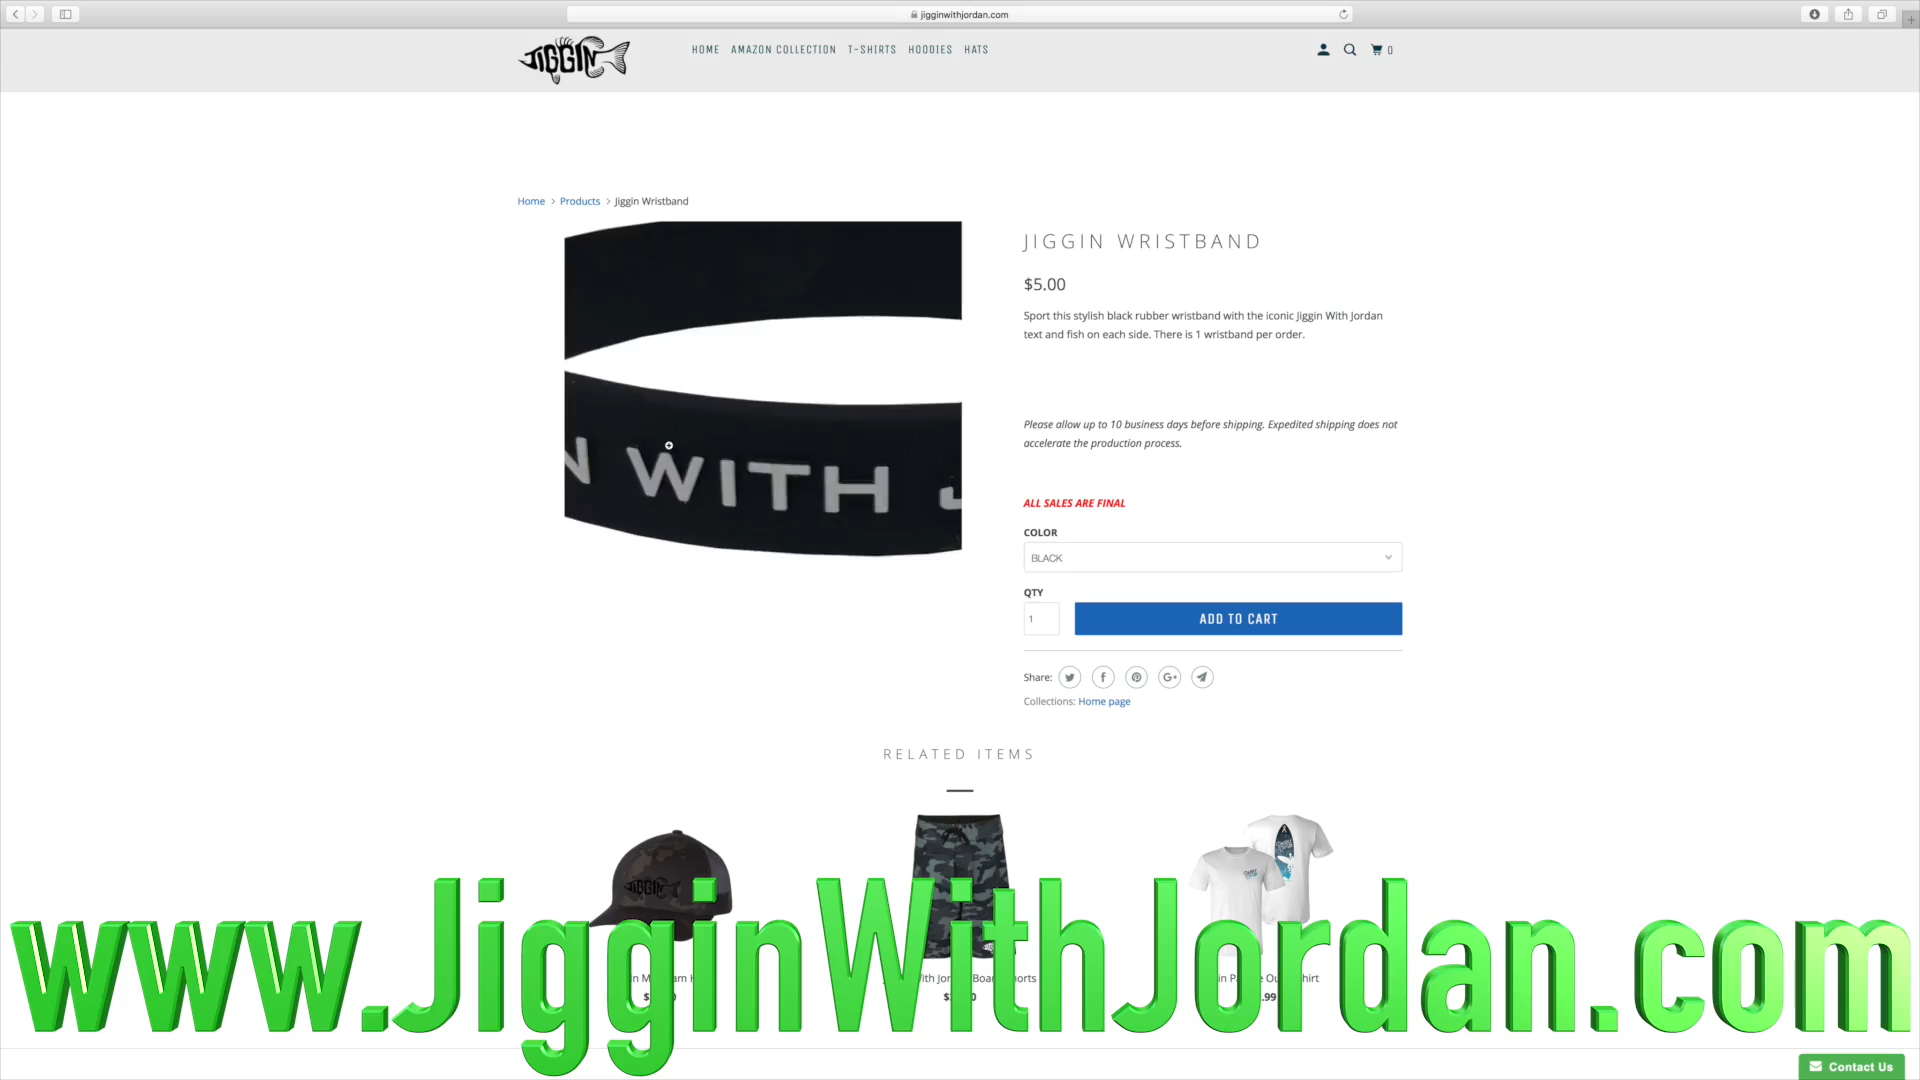 jigginwithjordan.com
JIGGIN
HOME AMAZON COLLECTION T-SHIRTS HOODIES HATS
0
Home > Products > Jiggin Wristband
WITH
JIGGIN WRISTBAND
$5.00
Sport this stylish black rubber wristband with the iconic Jiggin With Jordan
text and fish on each side. There is 1 wristband per order.
Please allow up to 10 business days before shipping. Expedited shipping does not
accelerate the production process.
ALL SALES ARE FINAL
COLOR
BLACK
QTY
1
ADD TO CART
Share:
Collections: Home page
RELATED ITEMS
JIGGIN
www.JigginWithJordan.com
Contact Us